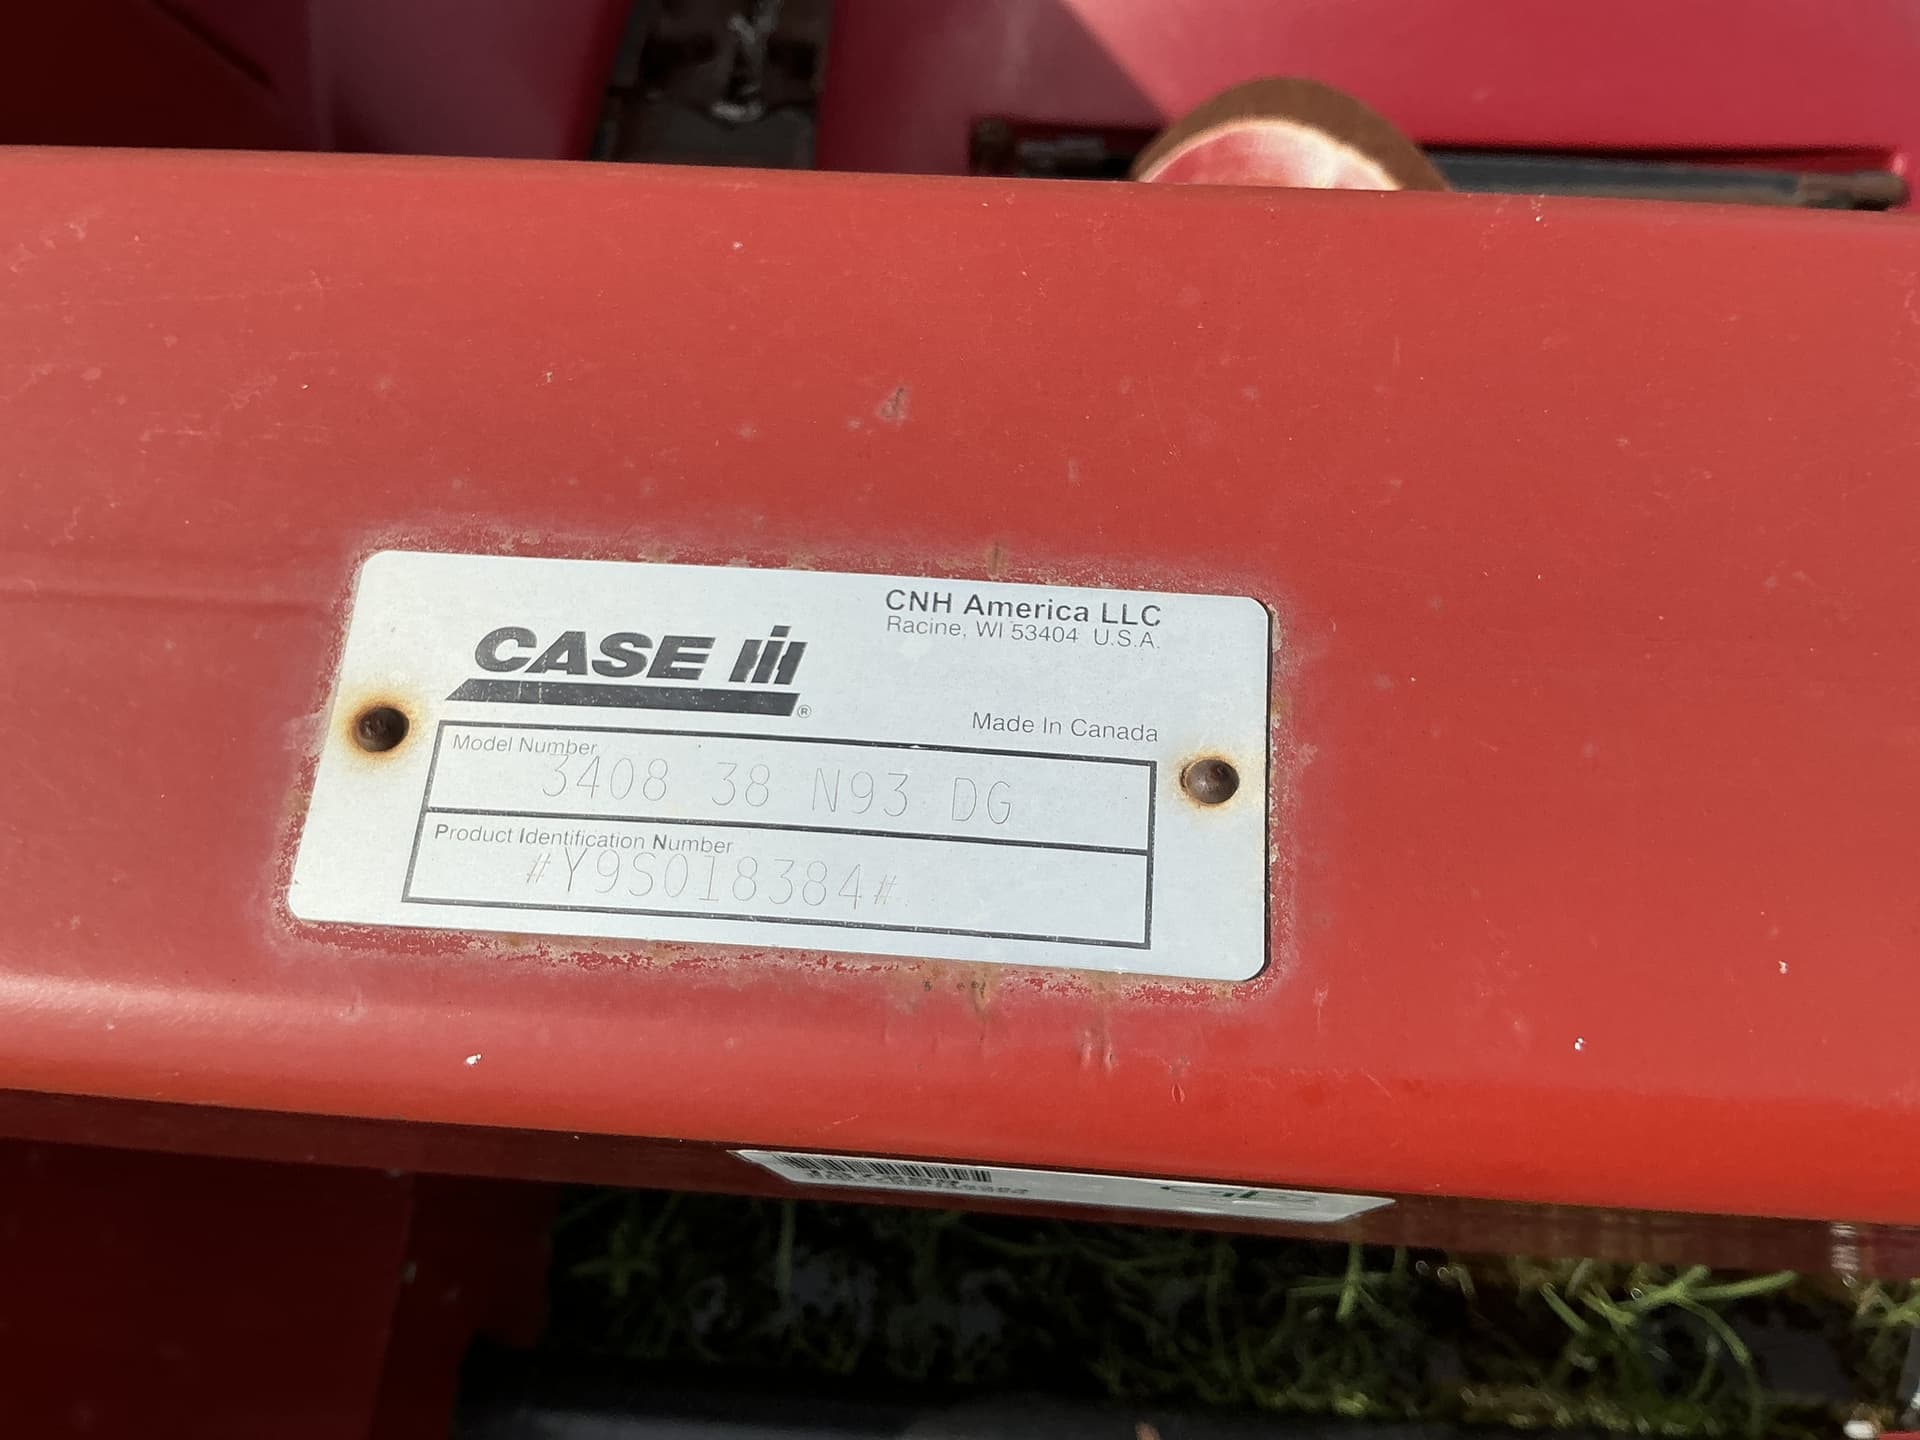 CASE IH
®
CNH America LLC
Racine, WI 53404 U.S.A.
Made In Canada
Model Number
3408 38 N93 DG
Product Identification Number
#Y9S018384#